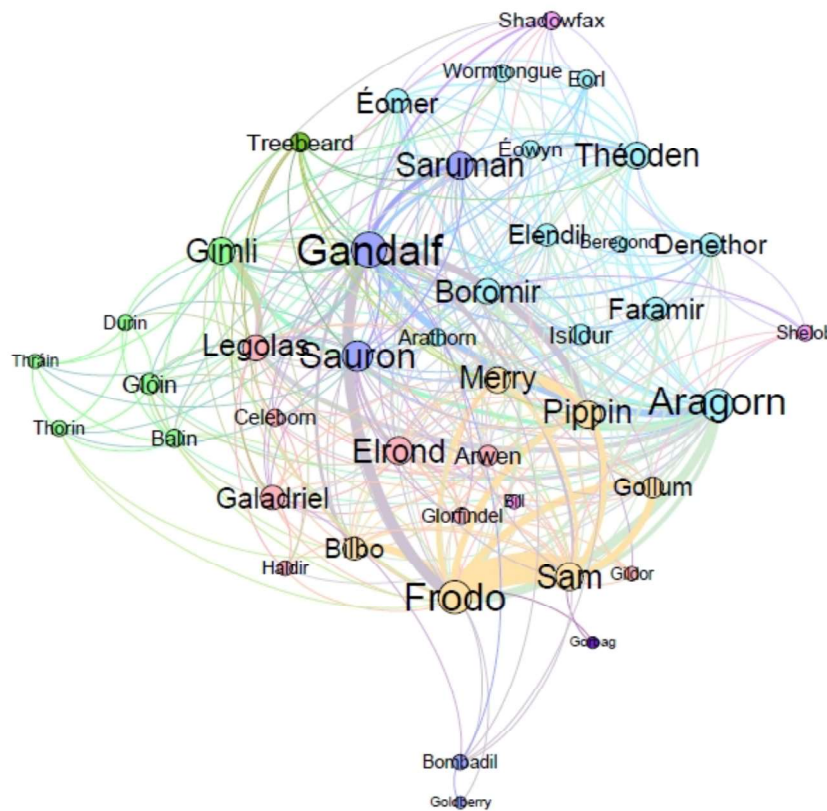 Shadowfax
Wormtongue
Eorl
Éomer
Treebeard
Éowyn
Théoden
Saruman
Gimli
Gandalf
Elendil
Beregond
Denethor
Boromir
Faramir
Durin
Legolas
Arathorn
Isildur
Shelob
Thráin
Sauron
Glóin
Merry
Pippin
Aragorn
Celeborn
Thorin
Balin
Elrond
Arwen
Gollum
Galadriel
Bill
Glorfindel
Bilbo
Haldir
Sam
Gildor
Frodo
Gorbag
Bombadil
Goldberry